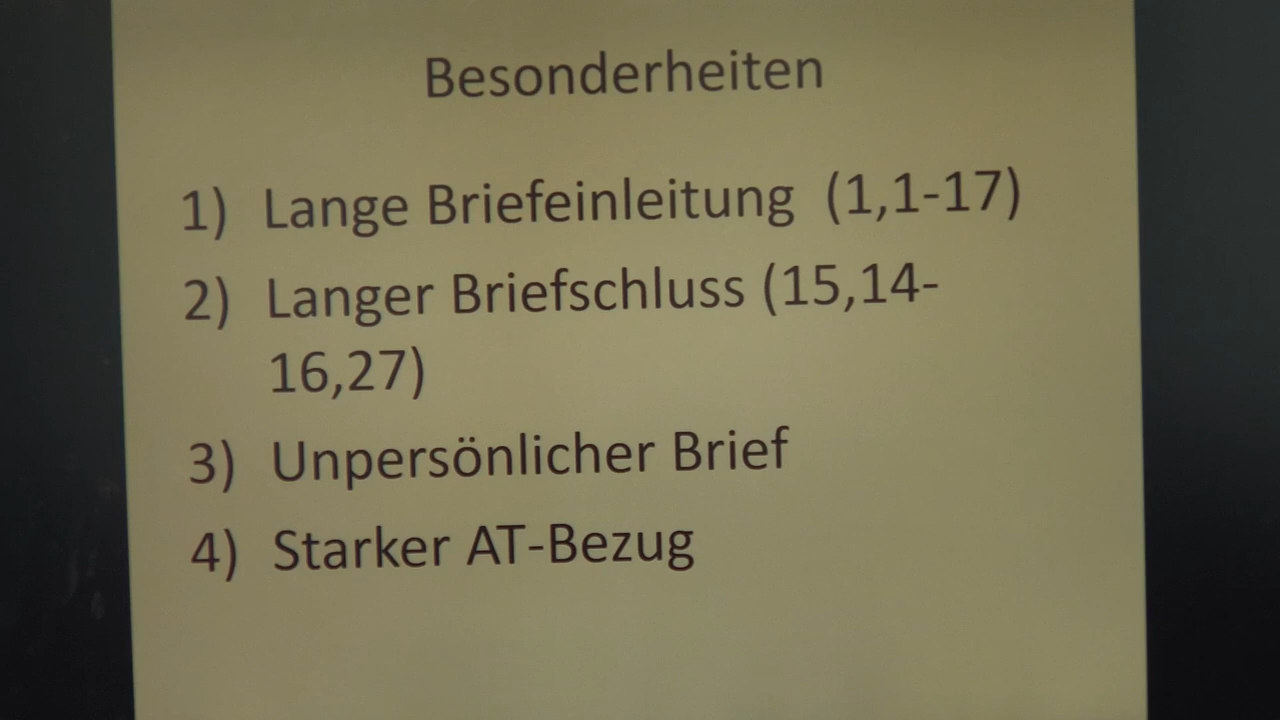 Besonderheiten
1) Lange Briefeinleitung (1,1-17)
2) Langer Briefschluss (15,14-
16,27)
3) Unpersönlicher Brief
4) Starker AT-Bezug